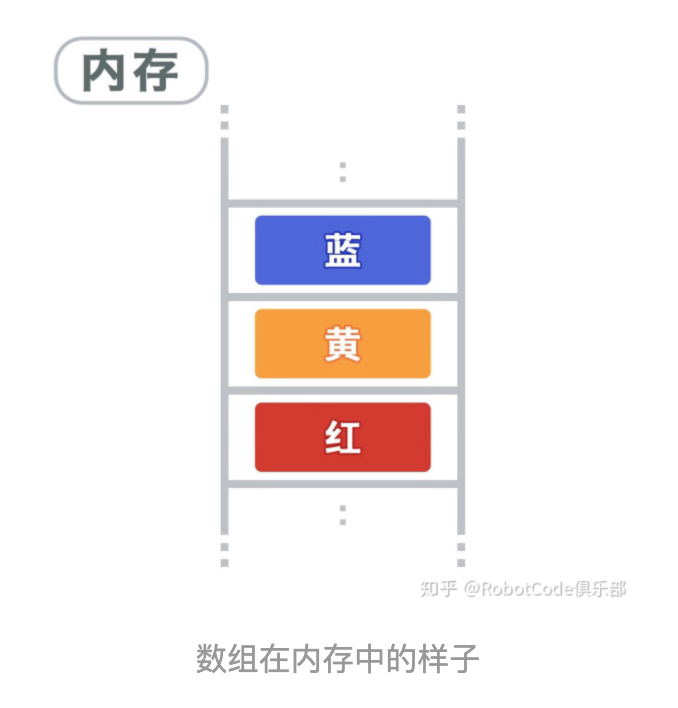 内存
蓝
黄
红
知乎 @RobotCode俱乐部
数组在内存中的样子